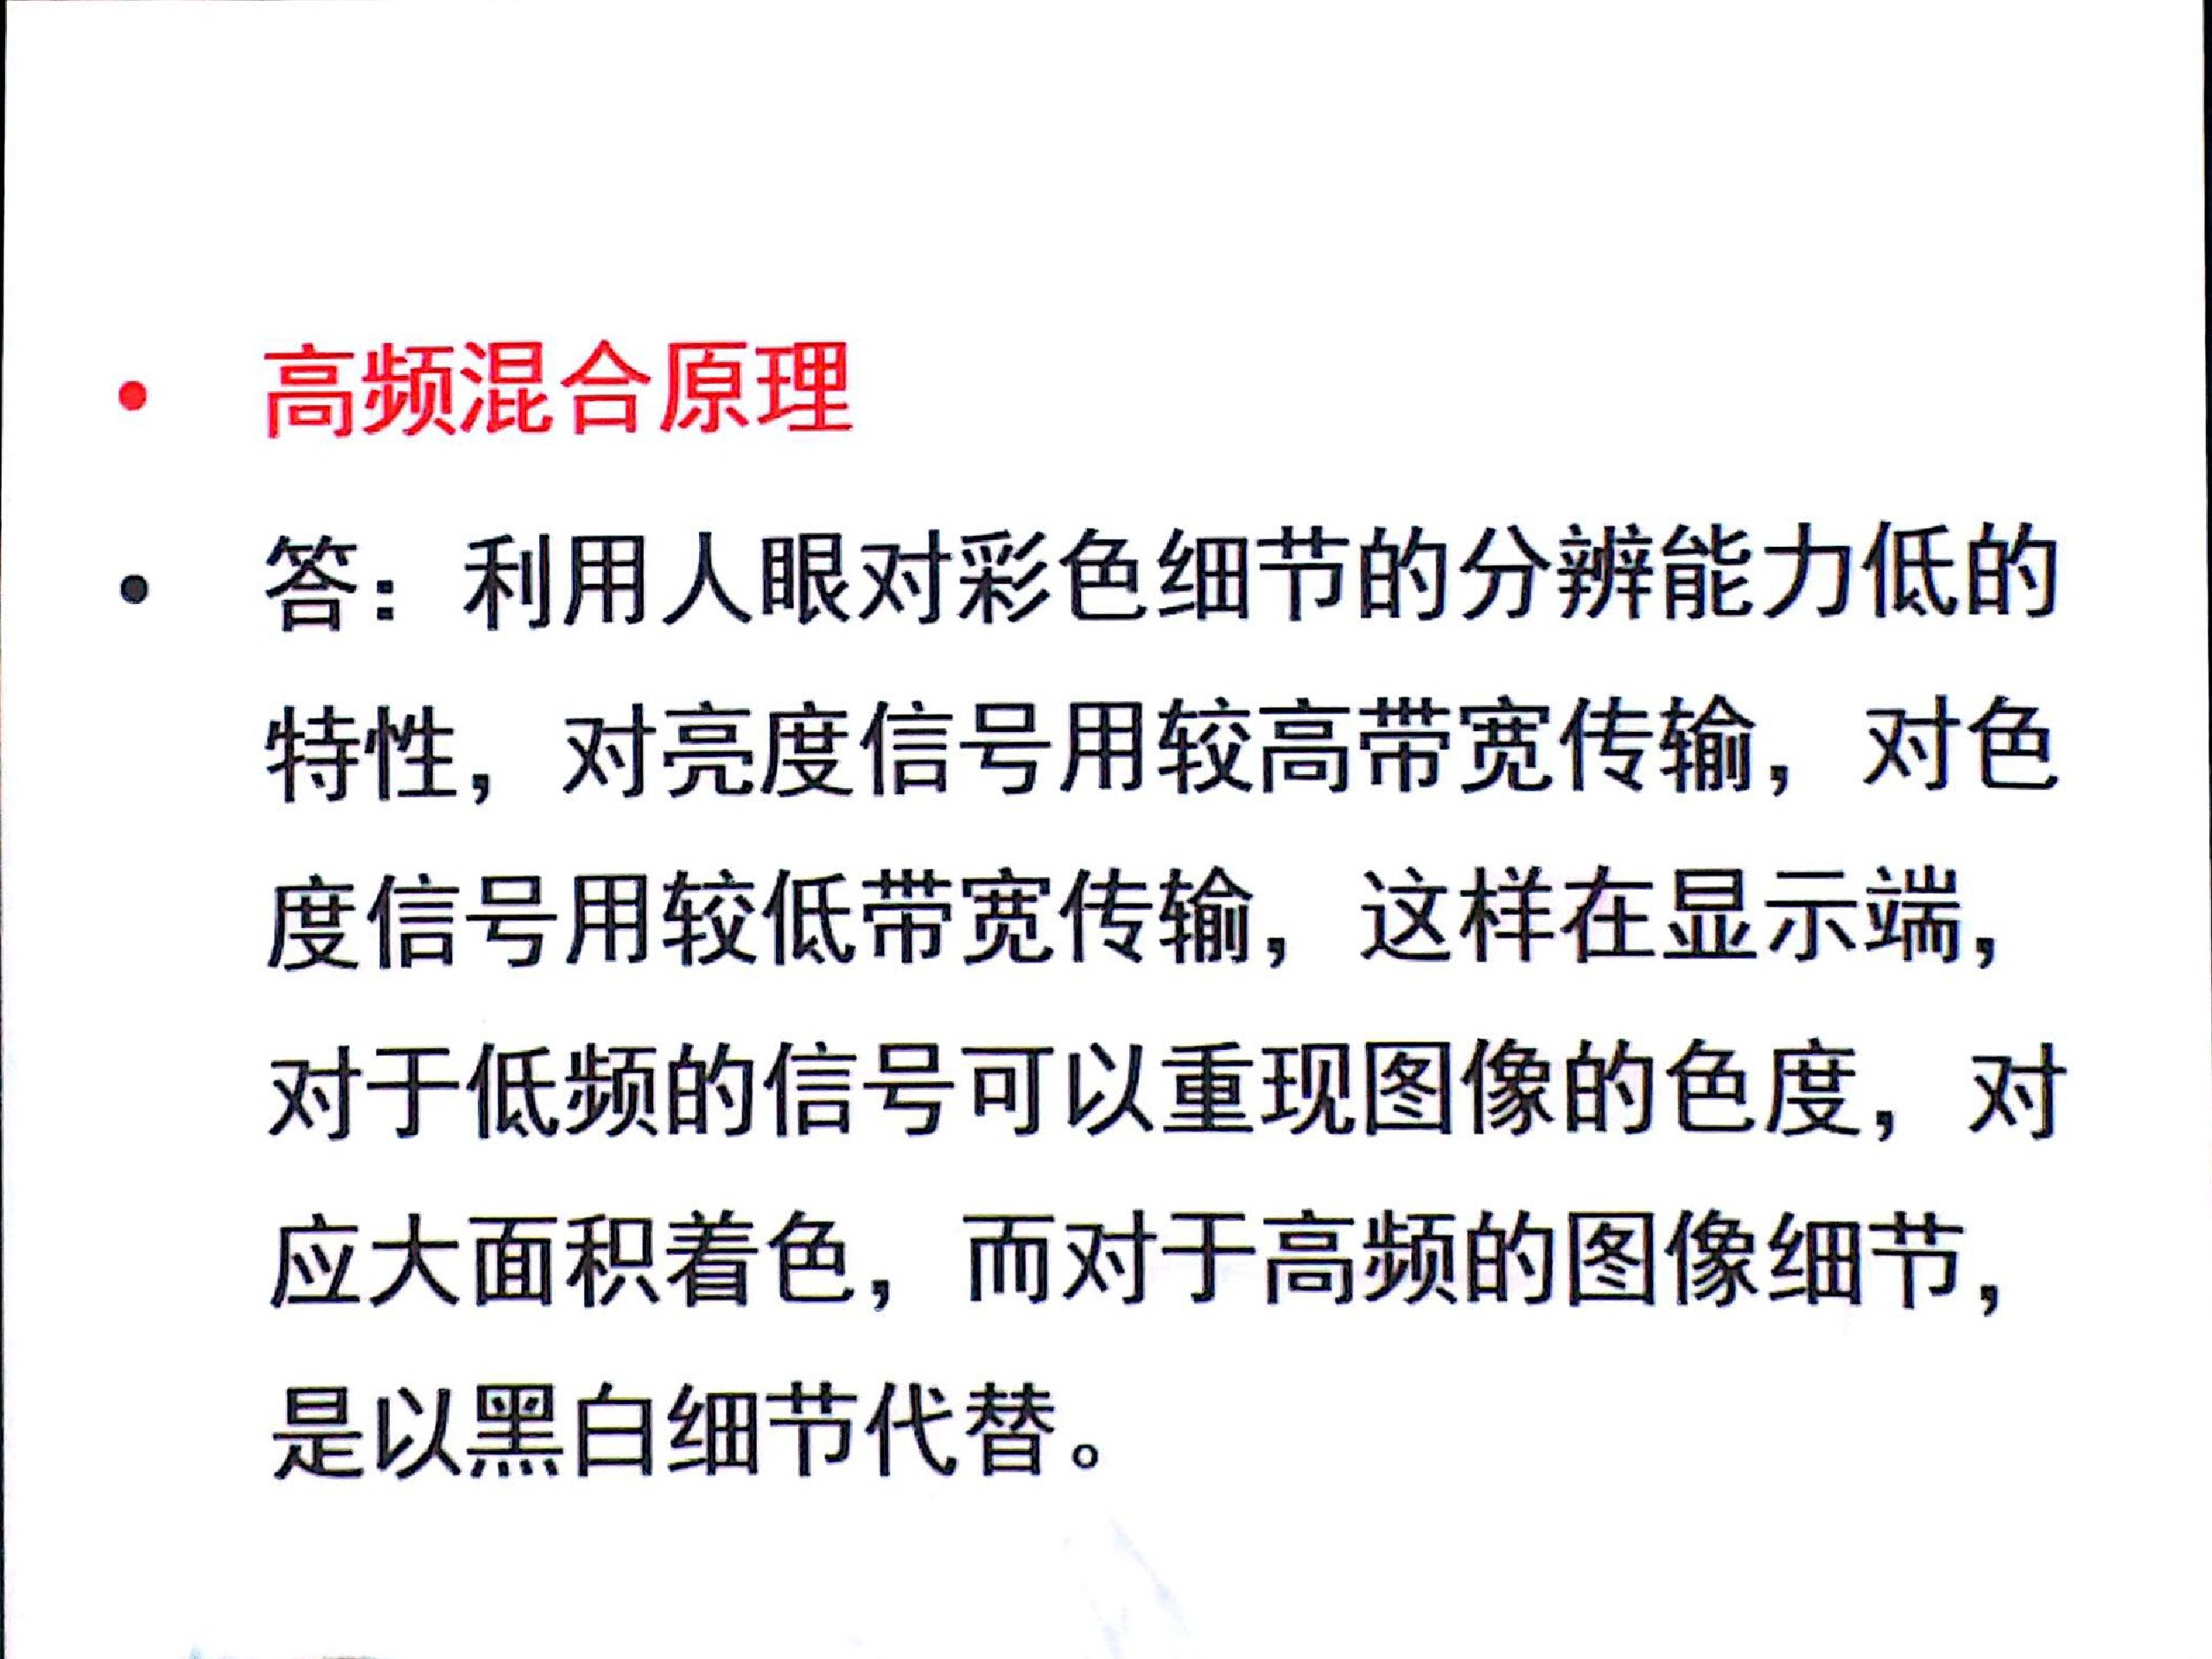 • 高频混合原理
• 答：利用人眼对彩色细节的分辨能力低的
特性，对亮度信号用较高带宽传输，对色
度信号用较低带宽传输，这样在显示端，
对于低频的信号可以重现图像的色度，对
应大面积着色，而对于高频的图像细节，
是以黑白细节代替。